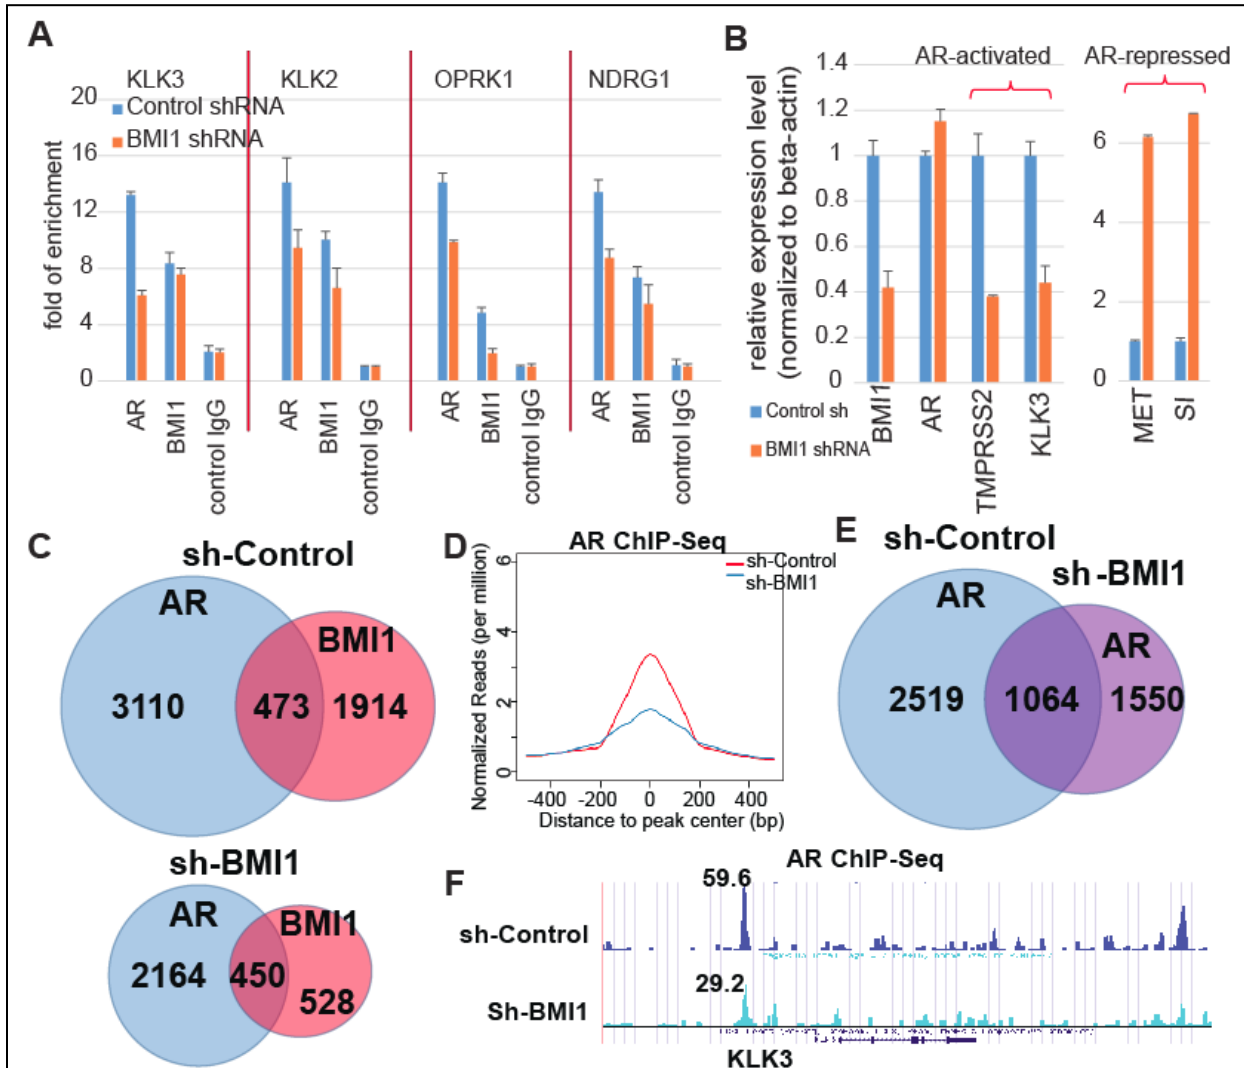 A
KLK3
KLK2
OPRK1
NDRG1
Control shRNA
BMI1 shRNA
fold of enrichment
20
16
12
8
4
0
AR
BMI1
control IgG
AR
BMI1
control IgG
AR
BMI1
control IgG
AR
BMI1
control IgG
B
AR-activated
AR-repressed
relative expression level
(normalized to beta-actin)
1.4
1.2
1
0.8
0.6
0.4
0.2
0
6
4
2
0
BMI1
AR
TMPRSS2
KLK3
MET
SI
Control sh
BMI1 shRNA
C
sh-Control
AR
BMI1
3110
473
1914
sh-BMI1
AR
BMI1
2164
450
528
D
AR ChIP-Seq
sh-Control
sh-BMI1
Normalized Reads (per million)
6
4
2
0
-400
-200
0
200
400
Distance to peak center (bp)
E
sh-Control
sh-BMI1
AR
AR
2519
1064
1550
F
AR ChIP-Seq
59.6
sh-Control
29.2
Sh-BMI1
KLK3